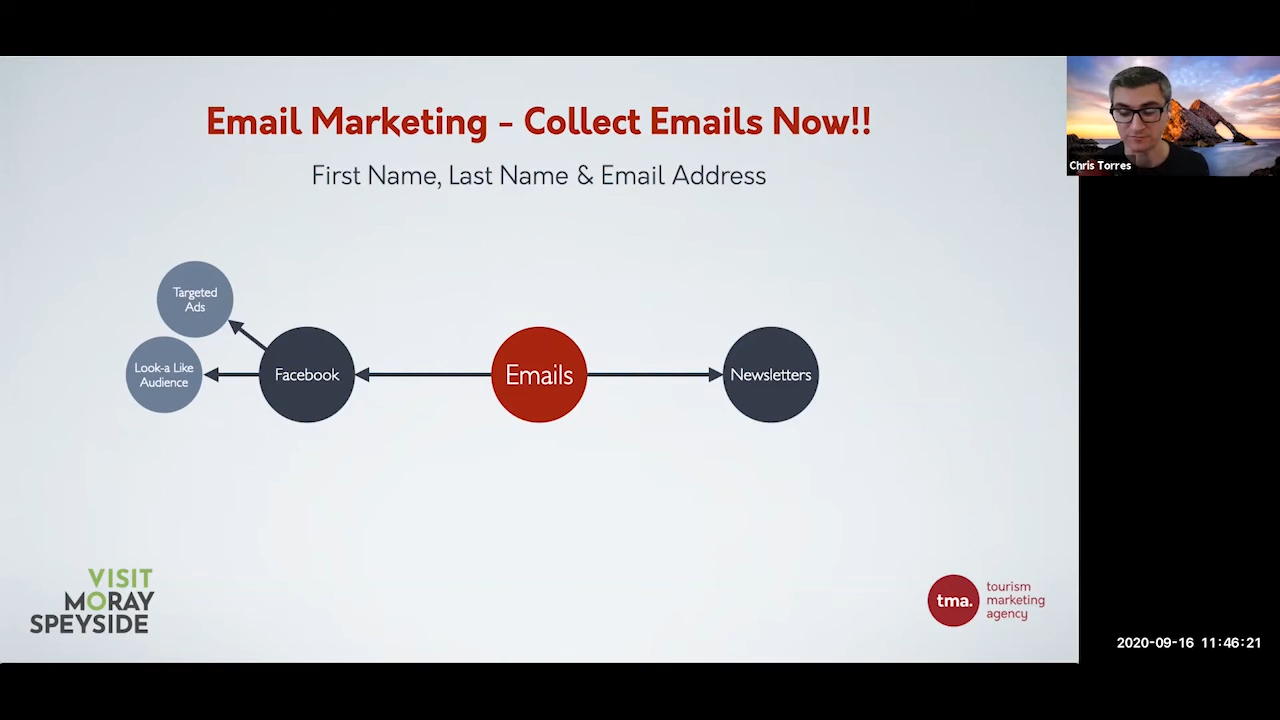 Email Marketing - Collect Emails Now!!
First Name, Last Name & Email Address
Chris Torres
Targeted
Ads
Look-a Like
Audience
Facebook
Emails
Newsletters
VISIT
MORAY
SPEYSIDE
tma.
tourism
marketing
agency
2020-09-16 11:46:21